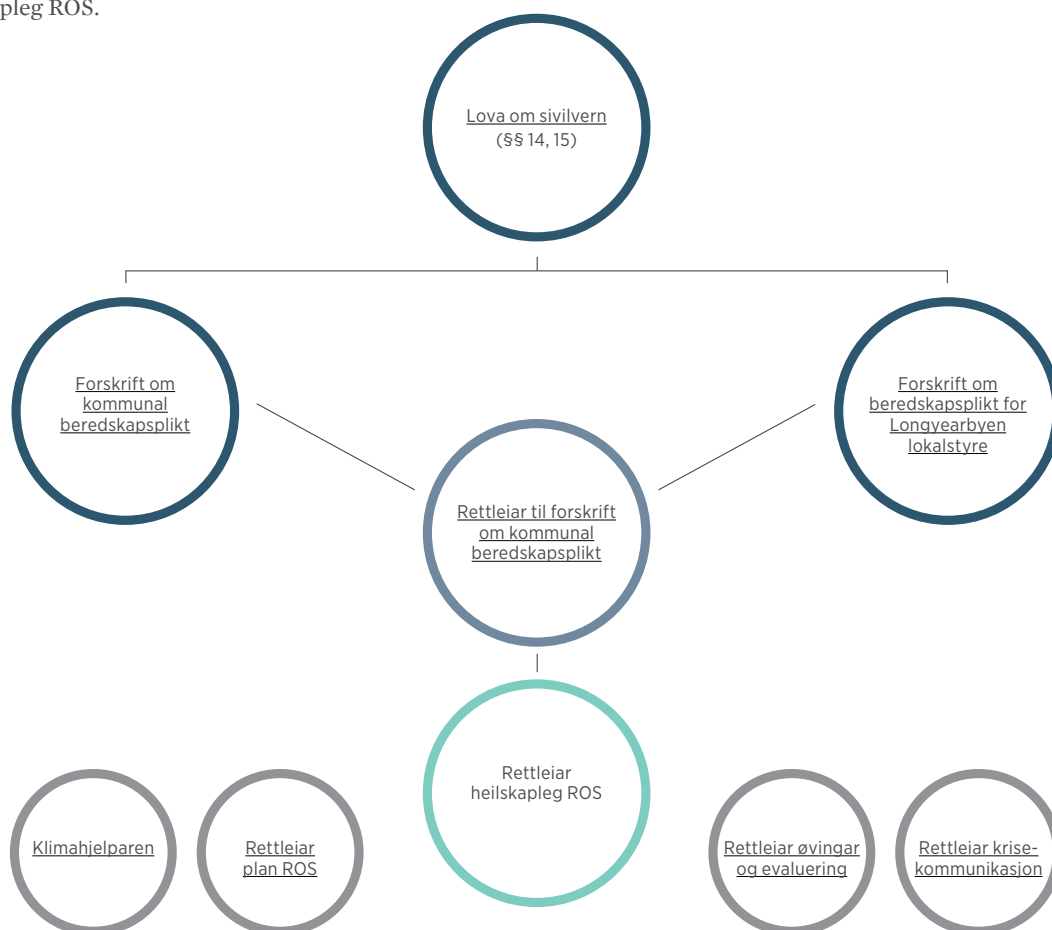 pleg ROS.
Lova om sivilvern
(§§ 14, 15)
Forskrift om
kommunal
beredskapsplikt
Forskrift om
beredskapsplikt for
Longyearbyen
lokalstyre
Rettleiar til forskrift
om kommunal
beredskapsplikt
Rettleiar
heilskapleg ROS
Klimahjelparen
Rettleiar
plan ROS
Rettleiar øvingar
og evaluering
Rettleiar krise-
kommunikasjon